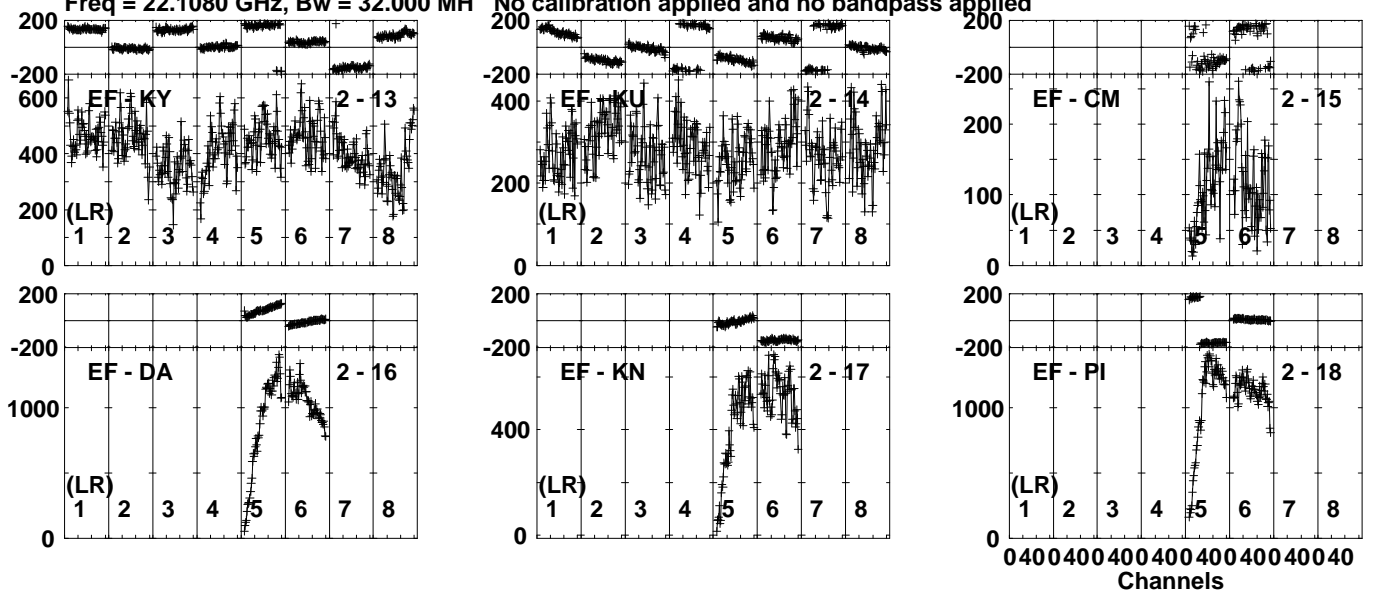 Freq = 22.1080 GHz, Bw = 32.000 MH No calibration applied and no bandpass applied
200
-200
600
400
200
0
EF - KY 2 - 13
(LR)
1 2 3 4 5 6 7 8
400
200
0
EF - KU 2 - 14
(LR)
1 2 3 4 5 6 7 8
200
-200
200
100
0
EF - CM 2 - 15
(LR)
1 2 3 4 5 6 7 8
200
-200
1000
0
EF - DA 2 - 16
(LR)
1 2 3 4 5 6 7 8
200
-200
400
0
EF - KN 2 - 17
(LR)
1 2 3 4 5 6 7 8
200
-200
1000
0
EF - PI 2 - 18
(LR)
1 2 3 4 5 6 7 8
0 40 0 40 0 40 0 40 0 40 0 40 0 40 0 40
Channels